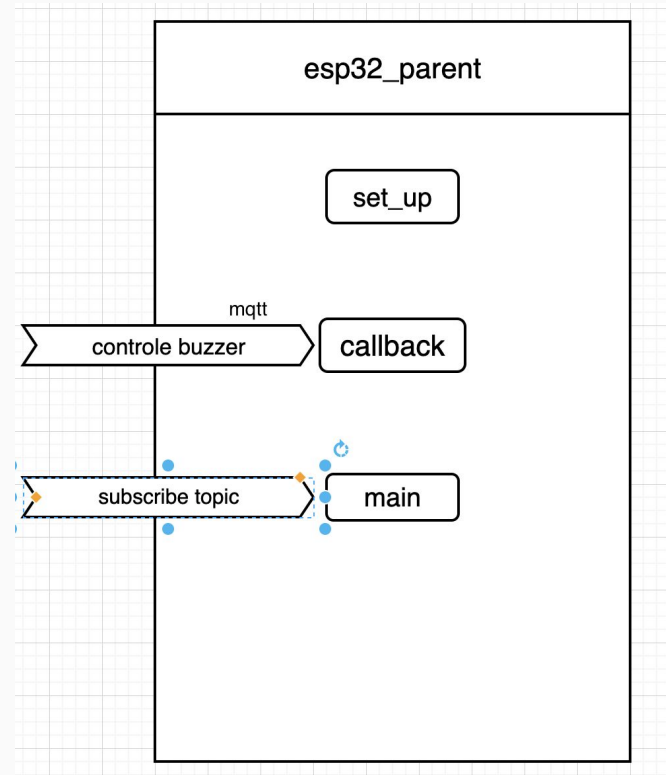 esp32_parent
set_up
mqtt
controle buzzer
callback
subscribe topic
main